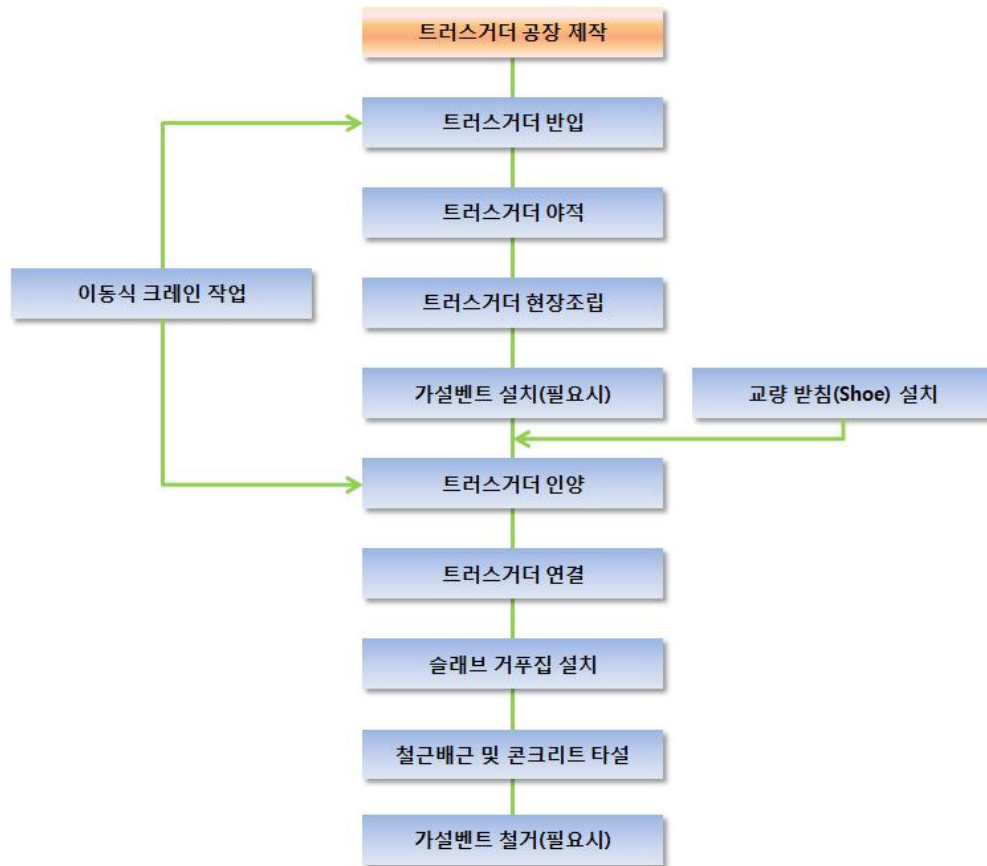 트러스거더 공장 제작
트러스거더 반입
트러스거더 야적
이동식 크레인 작업
트러스거더 현장조립
가설벤트 설치(필요시)
교량 받침(Shoe) 설치
트러스거더 인양
트러스거더 연결
슬래브 거푸집 설치
철근배근 및 콘크리트 타설
가설벤트 철거(필요시)